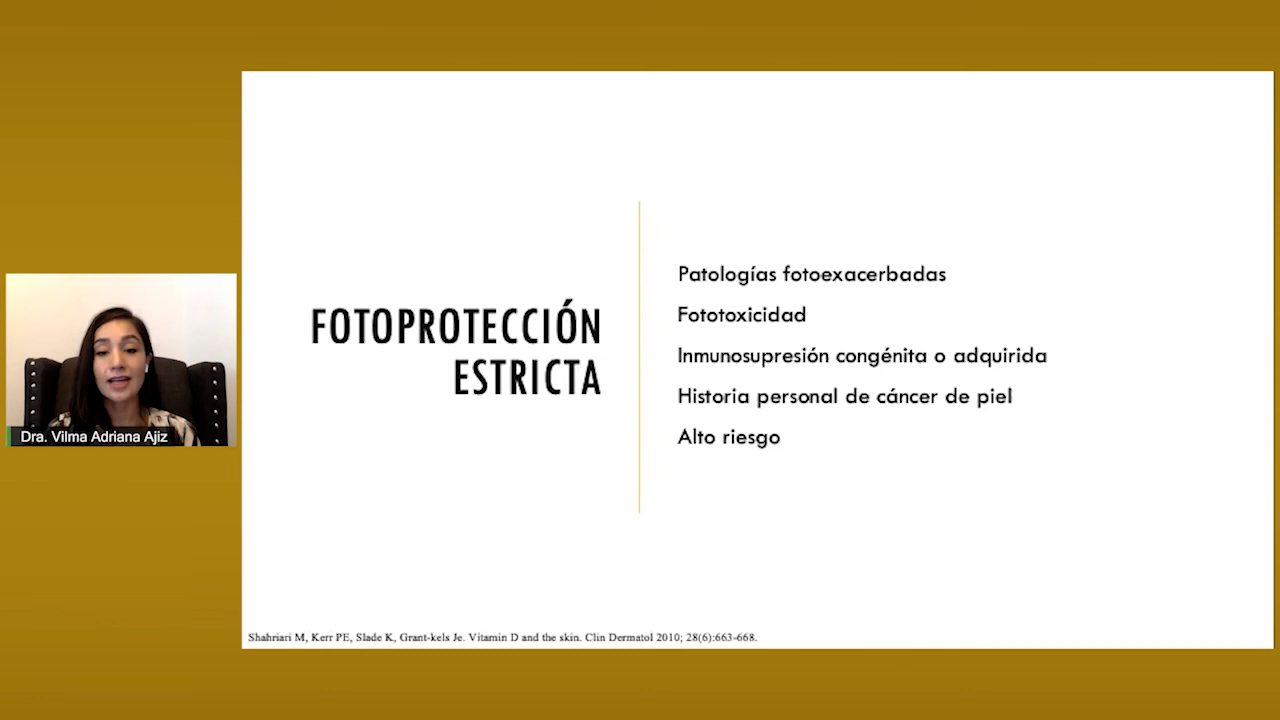 FOTOPROTECCIÓN
ESTRICTA
Patologías fotoexacerbadas
Fototoxicidad
Inmunosupresión congénita o adquirida
Historia personal de cáncer de piel
Alto riesgo
Dra. Vilma Adriana Ajiz
Shahriari M, Kerr PE, Slade K, Grant-kels Je. Vitamin D and the skin. Clin Dermatol 2010; 28(6):663-668.